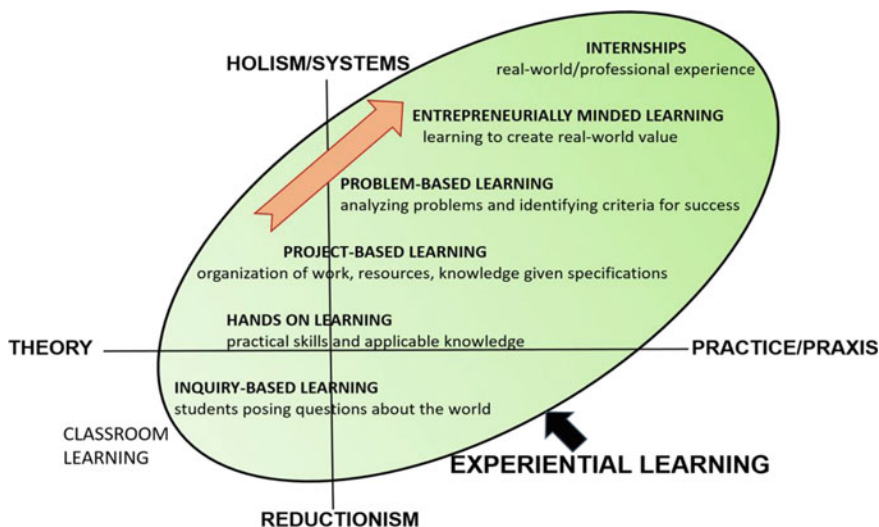 INTERNSHIPS
real-world/professional experience
HOLISM/SYSTEMS
ENTREPRENEURIALLY MINDED LEARNING
learning to create real-world value
PROBLEM-BASED LEARNING
analyzing problems and identifying criteria for success
PROJECT-BASED LEARNING
organization of work, resources, knowledge given specifications
HANDS ON LEARNING
practical skills and applicable knowledge
THEORY
PRACTICE/PRAXIS
INQUIRY-BASED LEARNING
students posing questions about the world
CLASSROOM
LEARNING
EXPERIENTIAL LEARNING
REDUCTIONISM